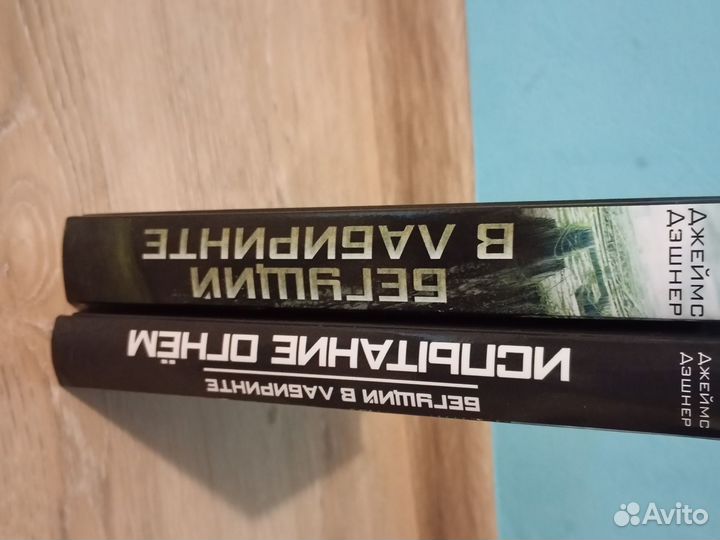 ДЖЕЙМС
ДЭШНЕР
БЕГУЩИЙ
В ЛАБИРИНТЕ
ДЖЕЙМС
ДЭШНЕР
ИСПЫТАНИЕ ОГНЁМ
БЕГУЩИЙ В ЛАБИРИНТЕ
Avito